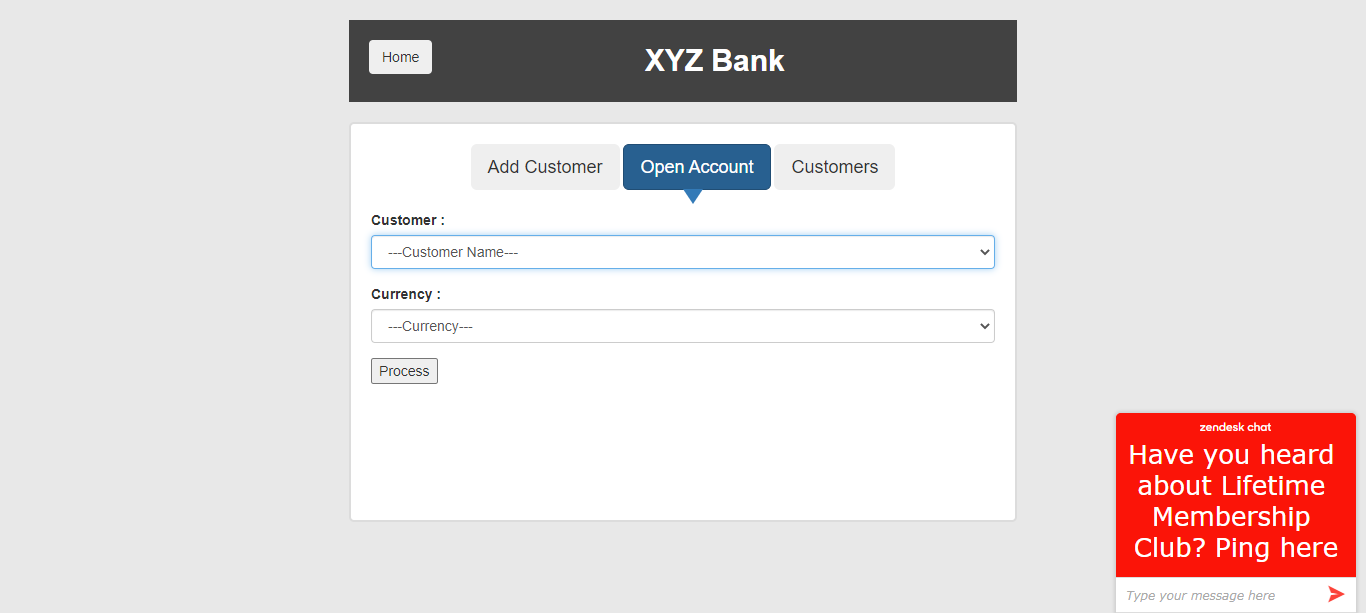 Home
XYZ Bank
Add Customer
Open Account
Customers
Customer :
---Customer Name---
Currency :
---Currency---
Process
zendesk chat
Have you heard
about Lifetime
Membership
Club? Ping here
Type your message here